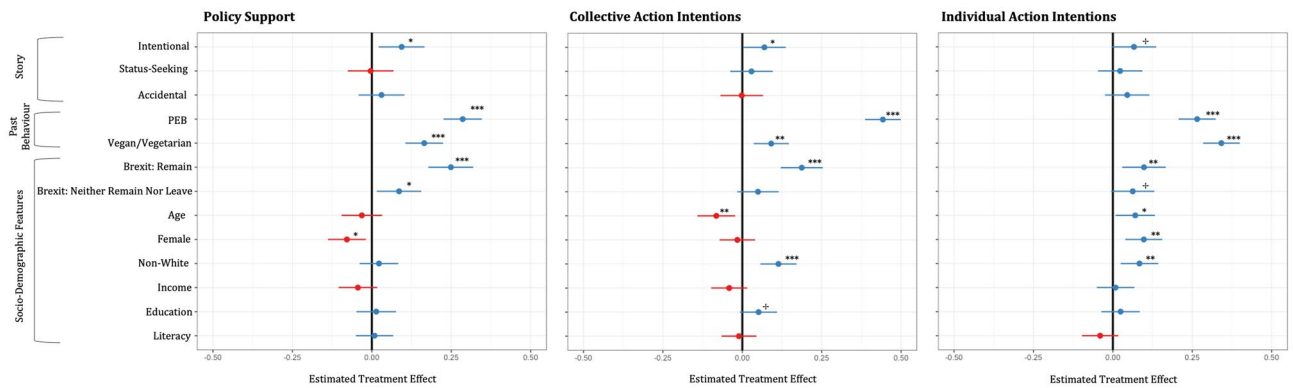 Policy Support
Collective Action Intentions
Individual Action Intentions
Story
Past
Behaviour
Socio-Demographic Features
Intentional
Status-Seeking
Accidental
PEB
Vegan/Vegetarian
Brexit: Remain
Brexit: Neither Remain Nor Leave
Age
Female
Non-White
Income
Education
Literacy
*
***
***
***
*
*
-0.50 -0.25 0.00 0.25 0.50
Estimated Treatment Effect
*
***
**
***
**
***
÷
-0.50 -0.25 0.00 0.25 0.50
Estimated Treatment Effect
÷
***
***
**
÷
*
**
**
-0.50 -0.25 0.00 0.25 0.50
Estimated Treatment Effect